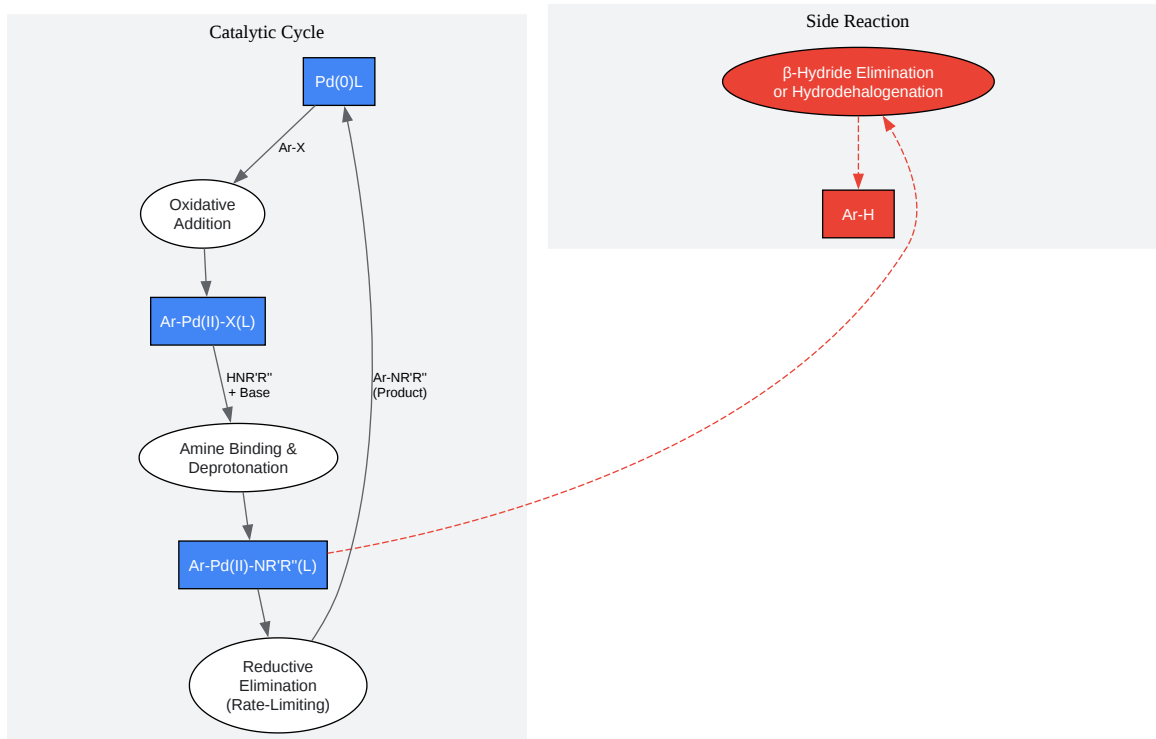 Catalytic Cycle
Pd(0)L
Ar-X
Oxidative
Addition
Ar-Pd(II)-X(L)
HNR'R''
+ Base
Ar-NR'R''
(Product)
Amine Binding &
Deprotonation
Ar-Pd(II)-NR'R''(L)
Reductive
Elimination
(Rate-Limiting)
Side Reaction
β-Hydride Elimination
or Hydrodehalogenation
Ar-H